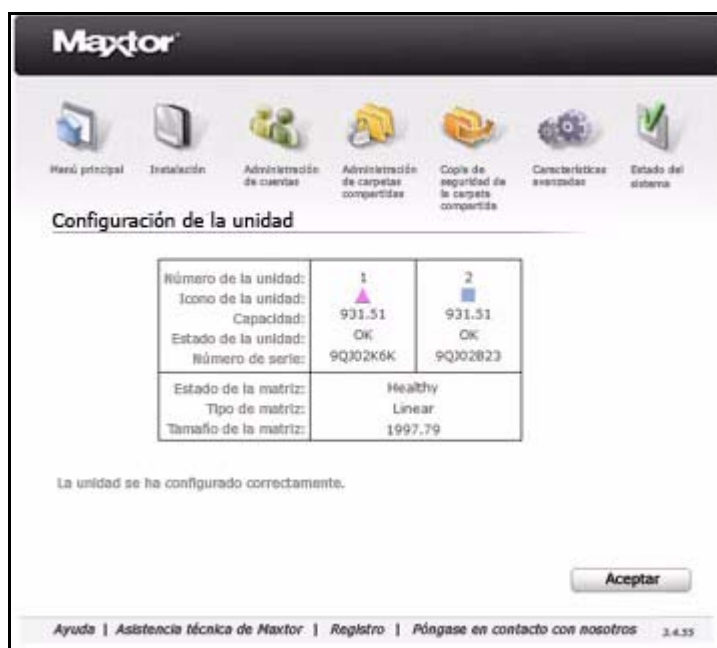 Maxtor
Menú principal
Instalación
Administración de cuentas
Administración de carpetas compartidas
Copia de seguridad de la carpeta compartida
Características avanzadas
Estado del sistema
Configuración de la unidad
Número de la unidad: 1 2
Icono de la unidad:
Capacidad: 931.51 931.51
Estado de la unidad: OK OK
Número de serie: 9QJ02K6K 9QJ02B23
Estado de la matriz: Healthy
Tipo de matriz: Linear
Tamaño de la matriz: 1997.79
La unidad se ha configurado correctamente.
Aceptar
Ayuda | Asistencia técnica de Maxtor | Registro | Póngase en contacto con nosotros 3.4.55